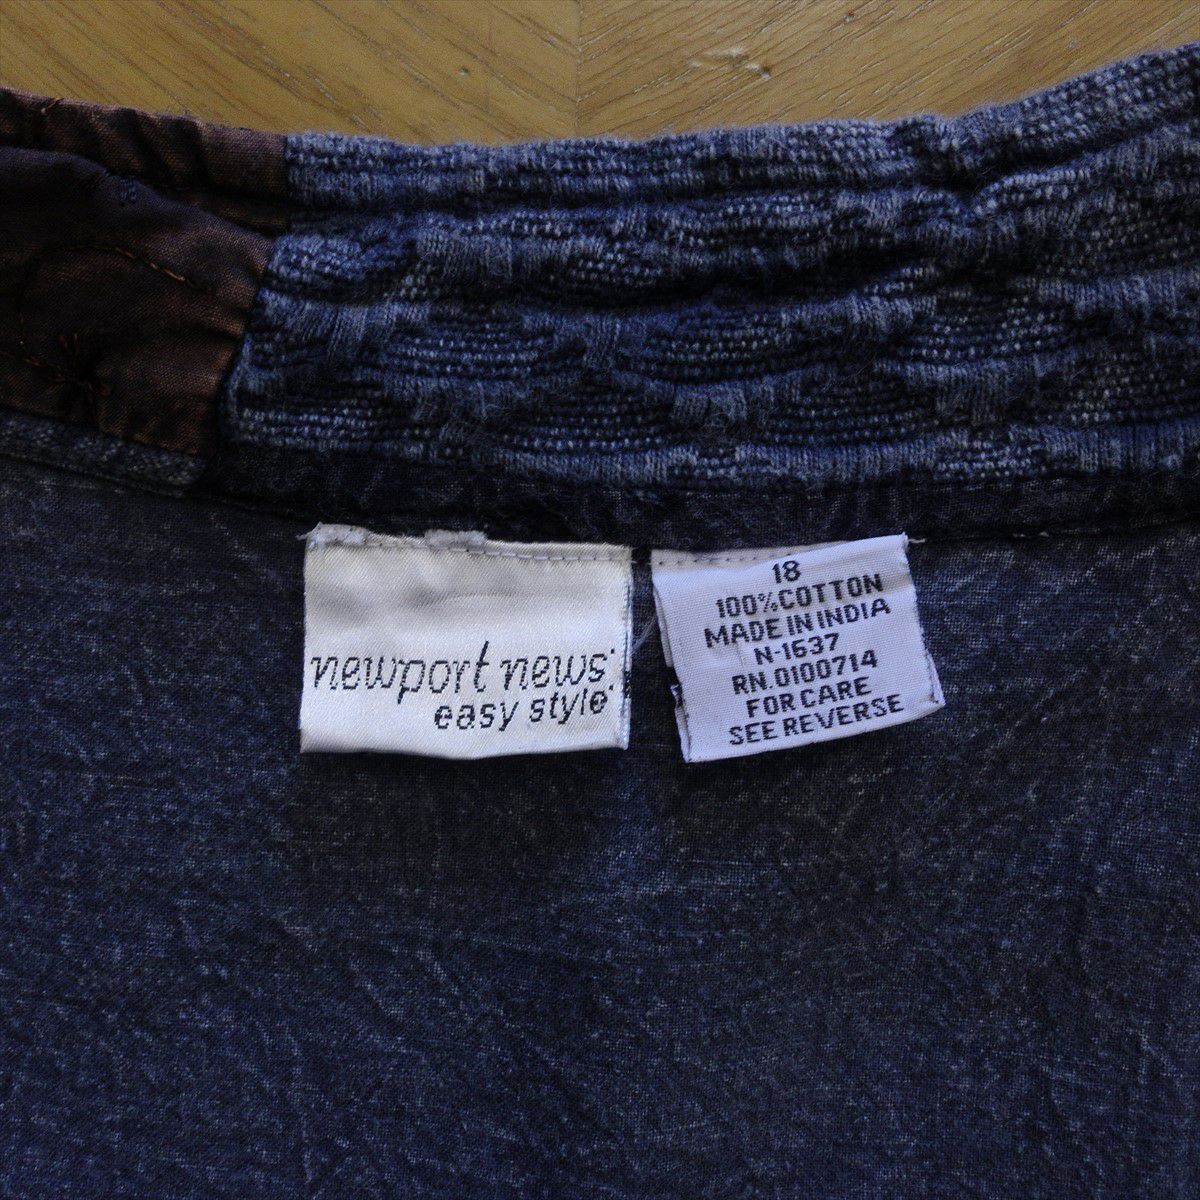 newport news
easy style
18
100%COTTON
MADE IN INDIA
N-1637
RN.0100714
FOR CARE
SEE REVERSE